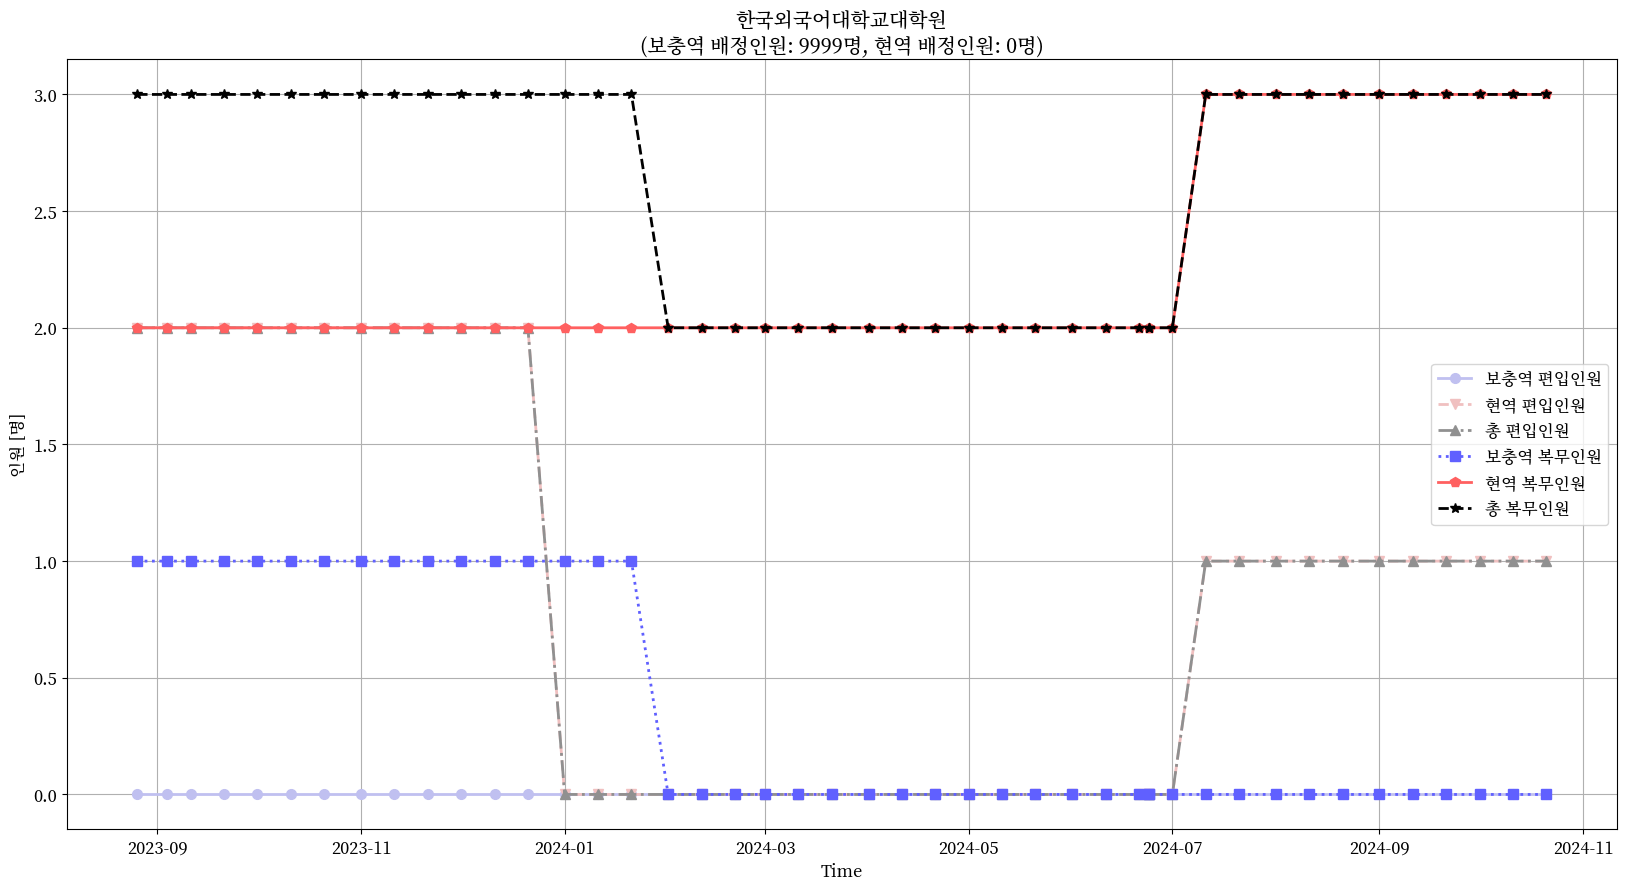 한국외국어대학교대학원
(보충역 배정인원: 9999명, 현역 배정인원: 0명)
인원 [명]
3.0
2.5
2.0
1.5
1.0
0.5
0.0
보충역 편입인원
현역 편입인원
총 편입인원
보충역 복무인원
현역 복무인원
총 복무인원
2023-09
2023-11
2024-01
2024-03
2024-05
2024-07
2024-09
2024-11
Time